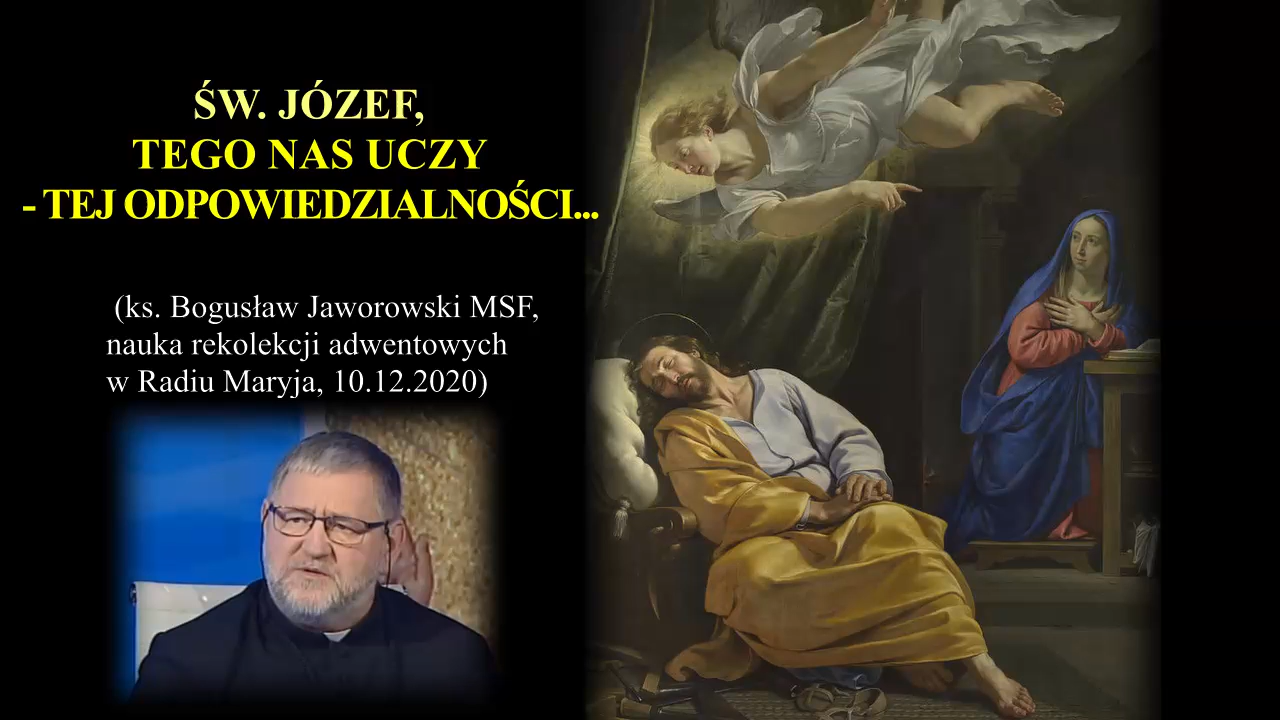 ŚW. JÓZEF,
TEGO NAS UCZY
- TEJ ODPOWIEDZIALNOŚCI...
(ks. Bogusław Jaworowski MSF,
nauka rekolekcji adwentowych
w Radiu Maryja, 10.12.2020)